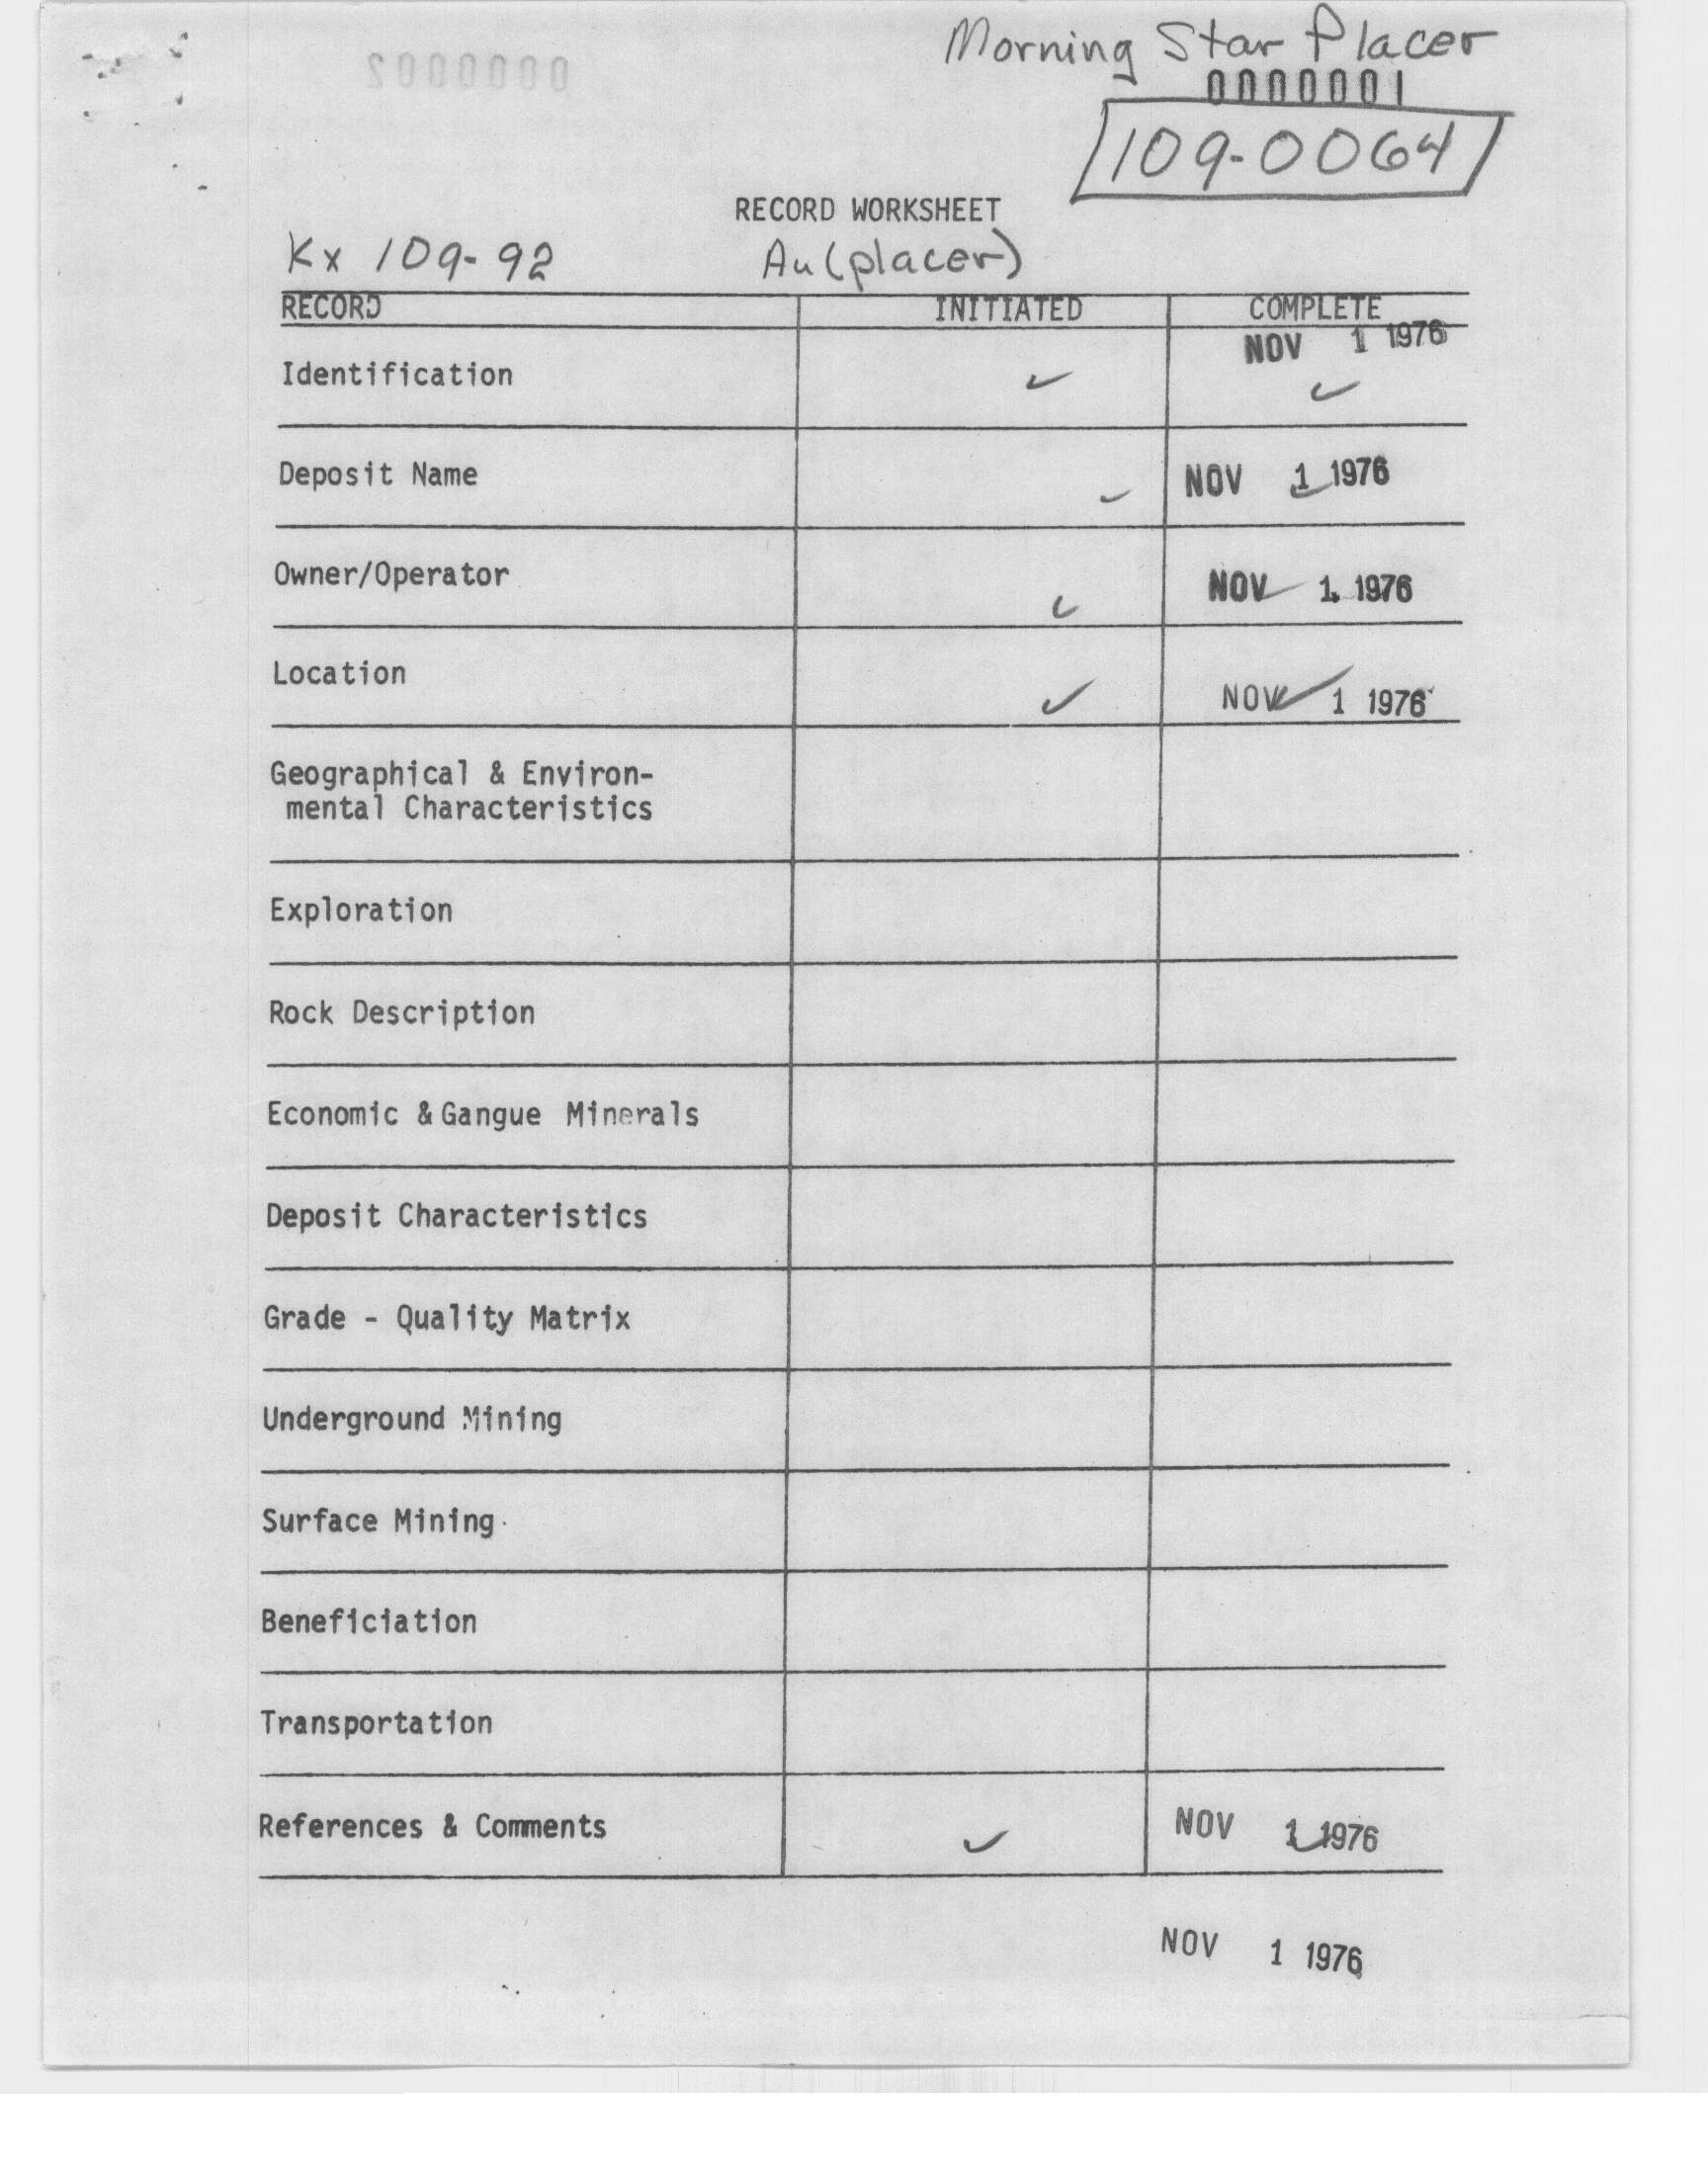 Morning Star Placer
0000002
0000001
109-0064
RECORD WORKSHEET
Kx 109-92 Au (placer)
RECORD INITIATED COMPLETE
NOV 1 1976
Identification ✓ ✓
Deposit Name ✓ NOV 1 1976 ✓
Owner/Operator ✓ NOV 1 1976 ✓
Location ✓ NOV 1 1976 ✓
Geographical & Environ-
mental Characteristics
Exploration
Rock Description
Economic & Gangue Minerals
Deposit Characteristics
Grade - Quality Matrix
Underground Mining
Surface Mining
Beneficiation
Transportation
References & Comments ✓ NOV 1 1976 ✓
NOV 1 1976